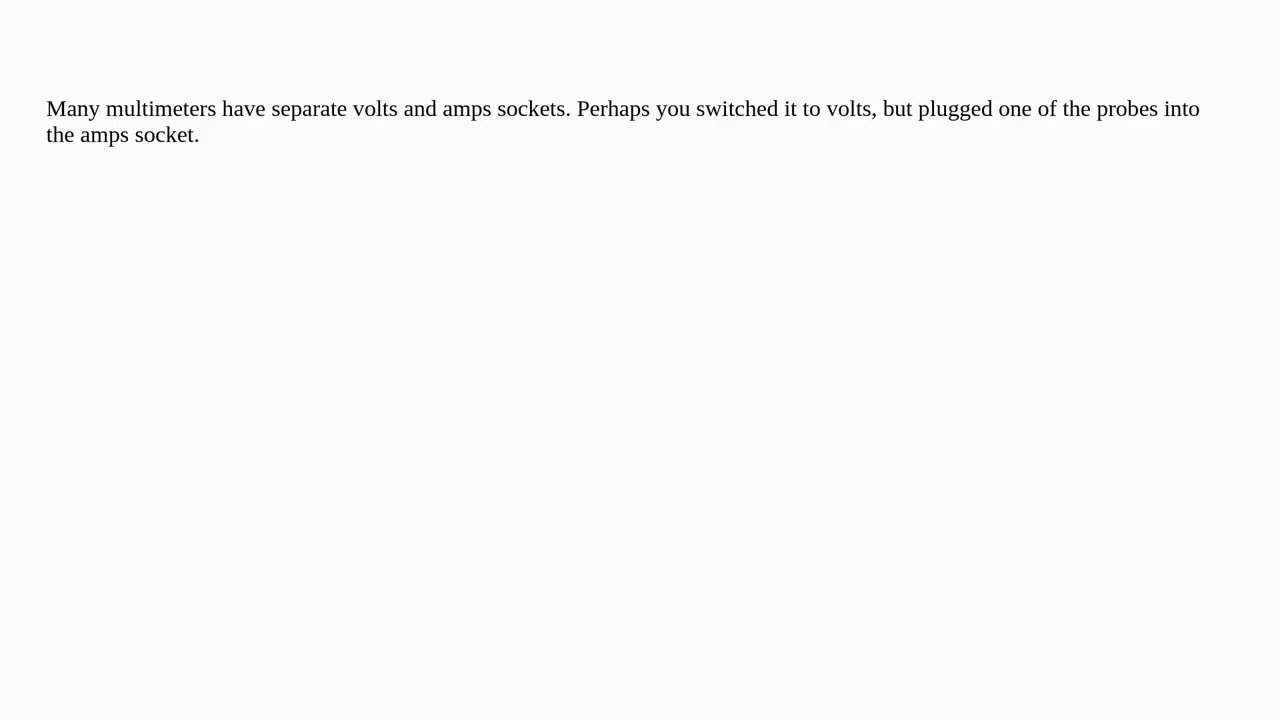 Many multimeters have separate volts and amps sockets. Perhaps you switched it to volts, but plugged one of the probes into
the amps socket.